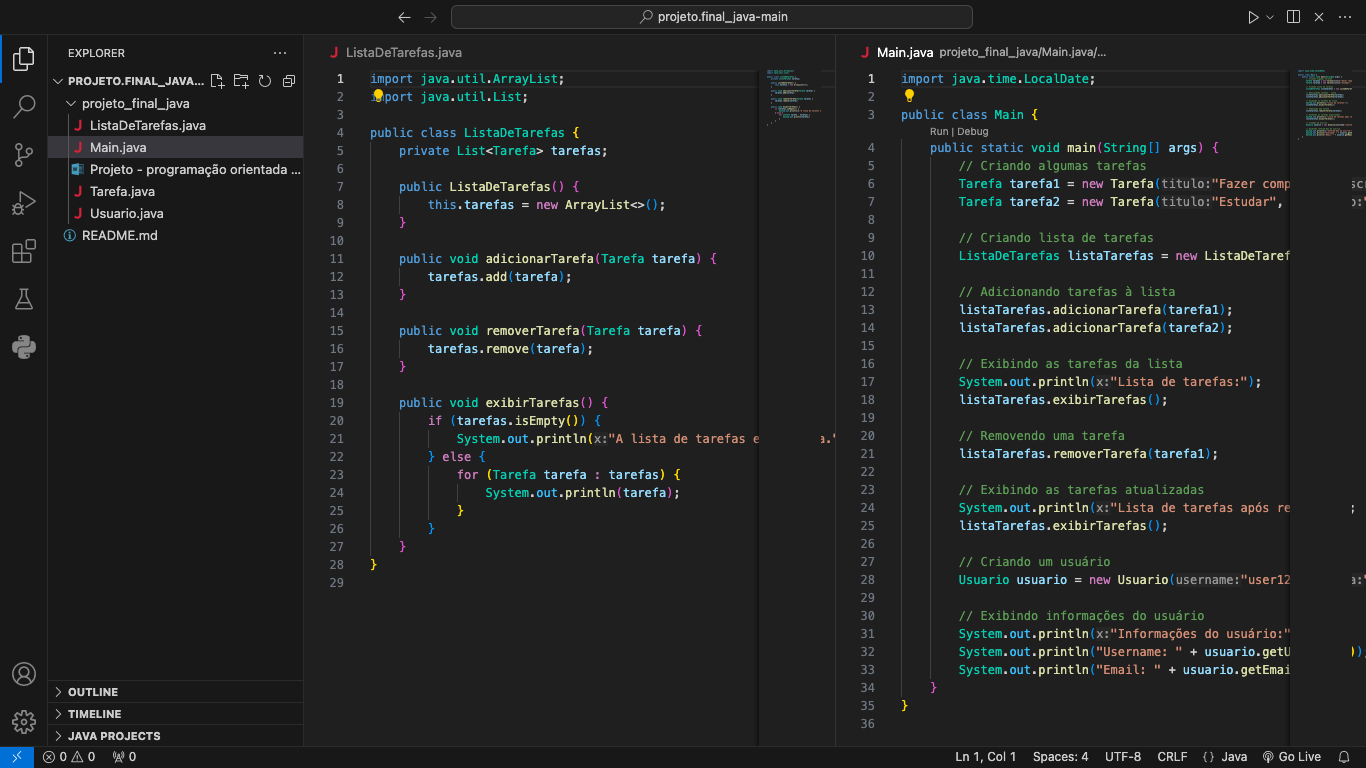 projeto.final_java-main
EXPLORER
PROJETO.FINAL_JAVA...
projeto_final_java
ListaDeTarefas.java
Main.java
Projeto - programação orientada ...
Tarefa.java
Usuario.java
README.md
OUTLINE
TIMELINE
JAVA PROJECTS
ListaDeTarefas.java
1 import java.util.ArrayList;
2 import java.util.List;
3
4 public class ListaDeTarefas {
5 private List<Tarefa> tarefas;
6
7 public ListaDeTarefas() {
8 this.tarefas = new ArrayList<>();
9 }
10
11 public void adicionarTarefa(Tarefa tarefa) {
12 tarefas.add(tarefa);
13 }
14
15 public void removerTarefa(Tarefa tarefa) {
16 tarefas.remove(tarefa);
17 }
18
19 public void exibirTarefas() {
20 if (tarefas.isEmpty()) {
21 System.out.println(x:"A lista de tarefas e a."
22 } else {
23 for (Tarefa tarefa : tarefas) {
24 System.out.println(tarefa);
25 }
26 }
27 }
28 }
29
Main.java projeto_final_java/Main.java/...
1 import java.time.LocalDate;
2
3 public class Main {
Run | Debug
4 public static void main(String[] args) {
5 // Criando algumas tarefas
6 Tarefa tarefa1 = new Tarefa(titulo:"Fazer comp scr
7 Tarefa tarefa2 = new Tarefa(titulo:"Estudar", o:"
8
9 // Criando lista de tarefas
10 ListaDeTarefas listaTarefas = new ListaDeTaref
11
12 // Adicionando tarefas à lista
13 listaTarefas.adicionarTarefa(tarefa1);
14 listaTarefas.adicionarTarefa(tarefa2);
15
16 // Exibindo as tarefas da lista
17 System.out.println(x:"Lista de tarefas:");
18 listaTarefas.exibirTarefas();
19
20 // Removendo uma tarefa
21 listaTarefas.removerTarefa(tarefa1);
22
23 // Exibindo as tarefas atualizadas
24 System.out.println(x:"Lista de tarefas após re ;
25 listaTarefas.exibirTarefas();
26
27 // Criando um usuário
28 Usuario usuario = new Usuario(username:"user12 a:"
29
30 // Exibindo informações do usuário
31 System.out.println(x:"Informações do usuário:"
32 System.out.println("Username: " + usuario.getU ));
33 System.out.println("Email: " + usuario.getEmai
34 }
35 }
36
0 0 0 Ln 1, Col 1 Spaces: 4 UTF-8 CRLF {} Java Go Live